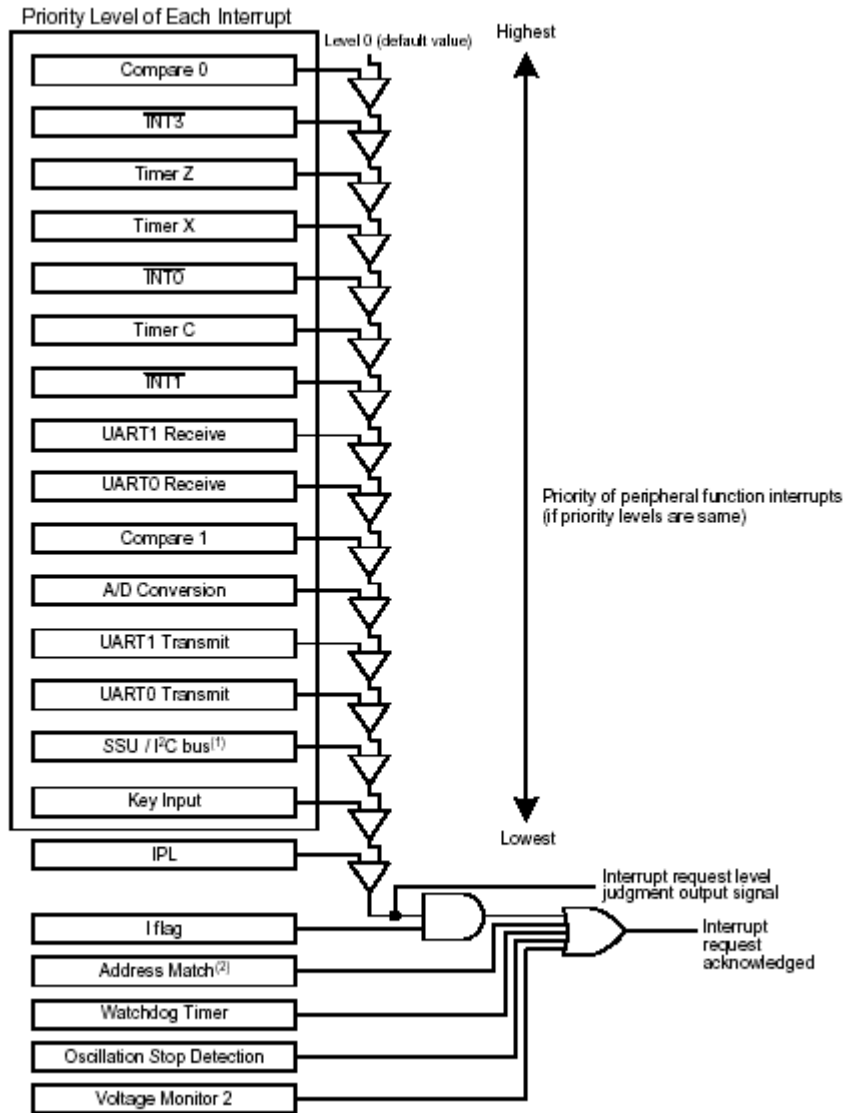 Priority Level of Each Interrupt
Level 0 (default value)
Highest
Compare 0
INT3
Timer Z
Timer X
INT0
Timer C
INT1
UART1 Receive
UART0 Receive
Compare 1
A/D Conversion
UART1 Transmit
UART0 Transmit
SSU / I²C bus(1)
Key Input
Priority of peripheral function interrupts
(if priority levels are same)
Lowest
IPL
Interrupt request level
judgment output signal
I flag
Interrupt
request
acknowledged
Address Match(2)
Watchdog Timer
Oscillation Stop Detection
Voltage Monitor 2